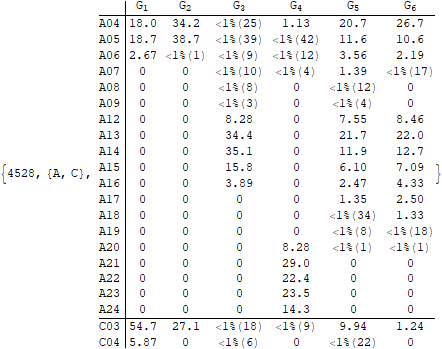 G1 G2 G3 G4 G5 G6
A04 18.0 34.2 <1%(25) 1.13 20.7 26.7
A05 18.7 38.7 <1%(39) <1%(42) 11.6 10.6
A06 2.67 <1%(1) <1%(9) <1%(12) 3.56 2.19
A07 0 0 <1%(10) <1%(4) 1.39 <1%(17)
A08 0 0 <1%(8) 0 <1%(12) 0
A09 0 0 <1%(3) 0 <1%(4) 0
A12 0 0 8.28 0 7.55 8.46
A13 0 0 34.4 0 21.7 22.0
A14 0 0 35.1 0 11.9 12.7
{4528, {A, C}, A15 0 0 15.8 0 6.10 7.09 }
A16 0 0 3.89 0 2.47 4.33
A17 0 0 0 0 1.35 2.50
A18 0 0 0 0 <1%(34) 1.33
A19 0 0 0 0 <1%(8) <1%(18)
A20 0 0 0 8.28 <1%(1) <1%(1)
A21 0 0 0 29.0 0 0
A22 0 0 0 22.4 0 0
A23 0 0 0 23.5 0 0
A24 0 0 0 14.3 0 0
C03 54.7 27.1 <1%(18) <1%(9) 9.94 1.24
C04 5.87 0 <1%(6) 0 <1%(22) 0